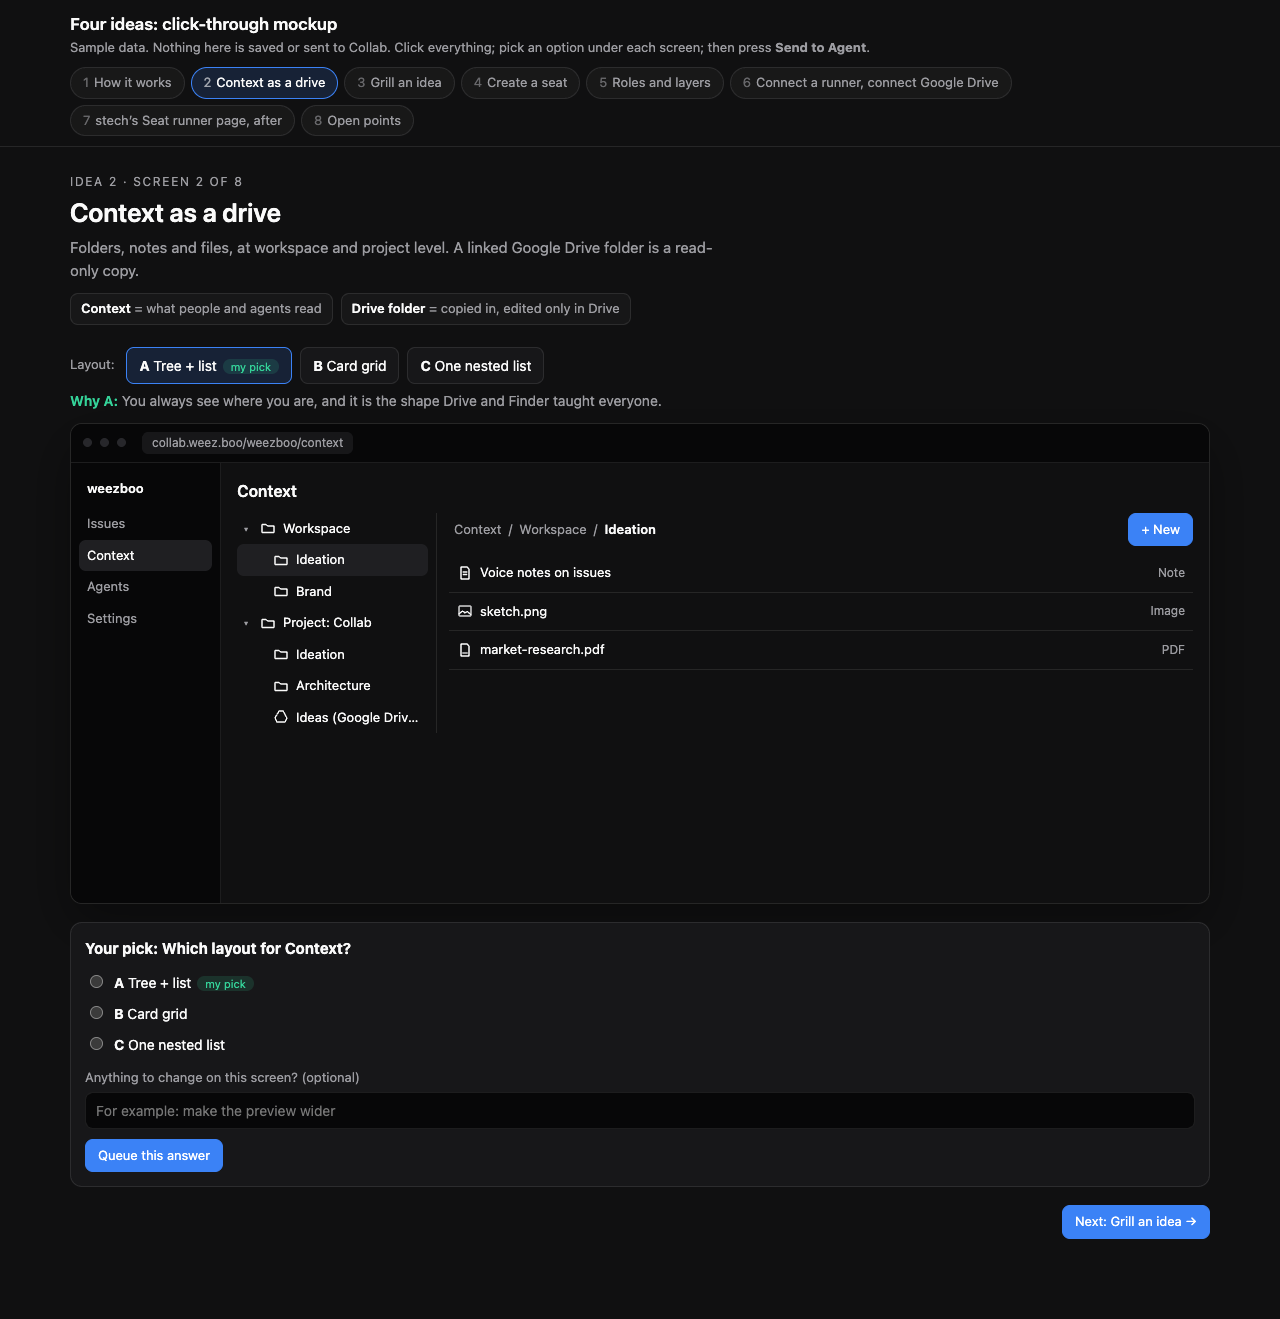 Four ideas: click-through mockup
Sample data. Nothing here is saved or sent to Collab. Click everything; pick an option under each screen; then press Send to Agent.
1 How it works
2 Context as a drive
3 Grill an idea
4 Create a seat
5 Roles and layers
6 Connect a runner, connect Google Drive
7 stech’s Seat runner page, after
8 Open points
IDEA 2 · SCREEN 2 OF 8
Context as a drive
Folders, notes and files, at workspace and project level. A linked Google Drive folder is a read-
only copy.
Context = what people and agents read
Drive folder = copied in, edited only in Drive
Layout:
A Tree + list my pick
B Card grid
C One nested list
Why A: You always see where you are, and it is the shape Drive and Finder taught everyone.
collab.weez.boo/weezboo/context
weezboo
Issues
Context
Agents
Settings
Context
Workspace
Ideation
Brand
Project: Collab
Ideation
Architecture
Ideas (Google Driv...
Context / Workspace / Ideation
+ New
Voice notes on issues Note
sketch.png Image
market-research.pdf PDF
Your pick: Which layout for Context?
A Tree + list my pick
B Card grid
C One nested list
Anything to change on this screen? (optional)
For example: make the preview wider
Queue this answer
Next: Grill an idea →